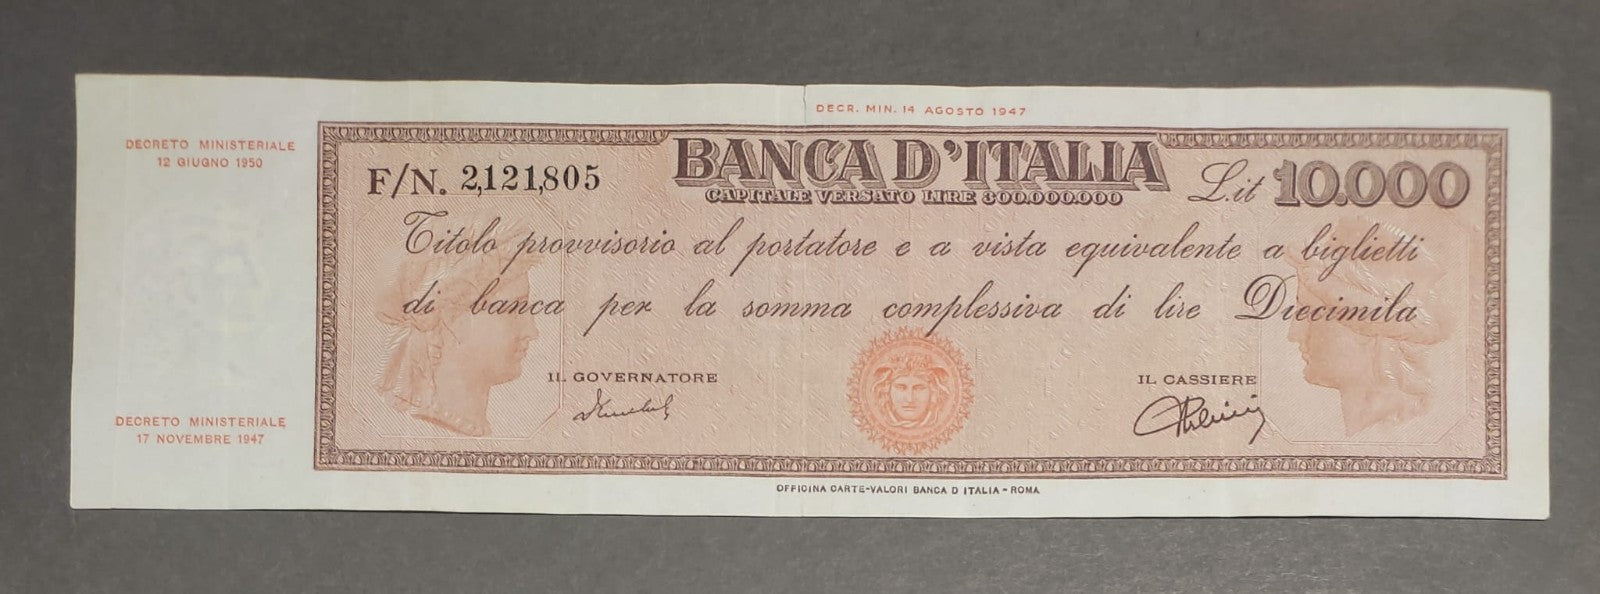 DECR. MIN. 14 AGOSTO 1947
DECRETO MINISTERIALE
12 GIUGNO 1950
F/N. 2,121,805
BANCA D'ITALIA
CAPITALE VERSATO LIRE 300.000.000
L.it 10.000
Titolo provvisorio al portatore e a vista equivalente a biglietti
di banca per la somma complessiva di lire Diecimila
IL GOVERNATORE
IL CASSIERE
DECRETO MINISTERIALE
17 NOVEMBRE 1947
OFFICINA CARTE-VALORI BANCA D ITALIA - ROMA